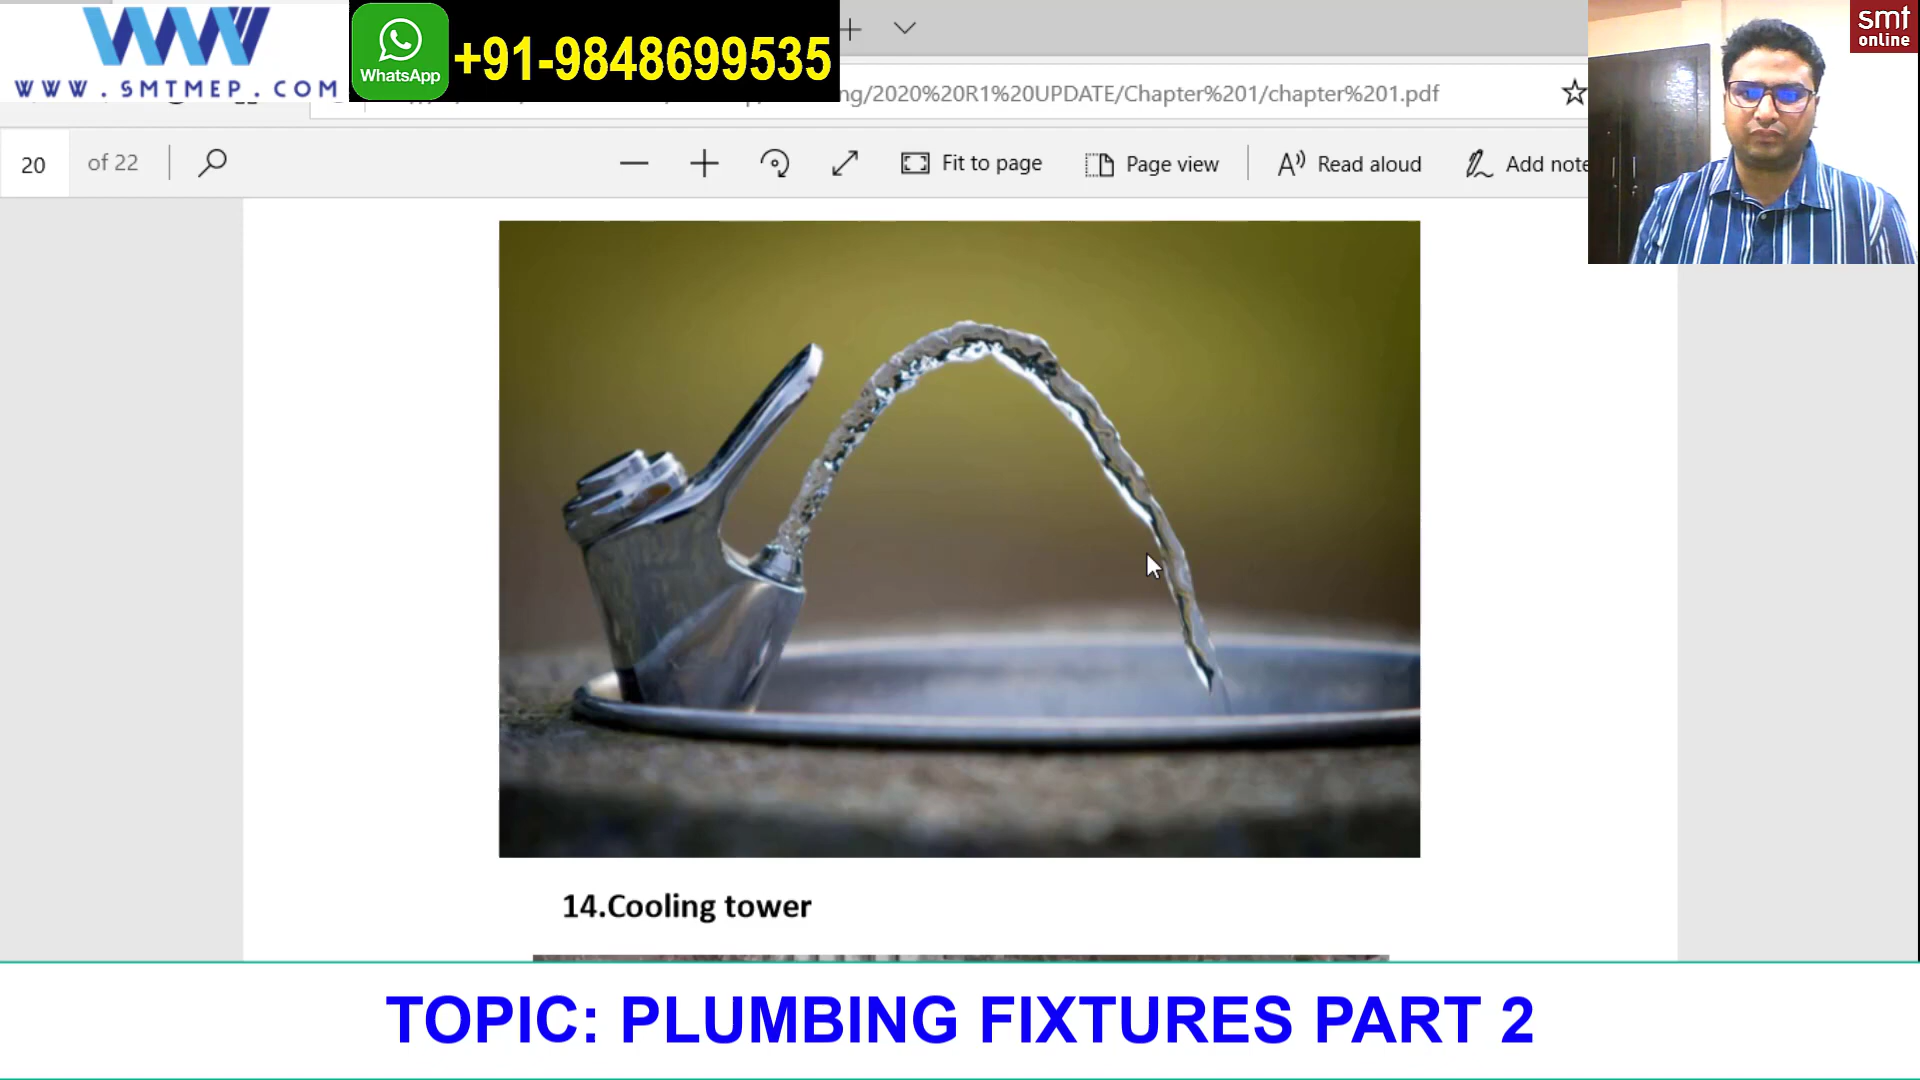 WWW.SMTMEP.COM
WhatsApp
+91-9848699535
smt
online
ng/2020%20R1%20UPDATE/Chapter%201/chapter%201.pdf
20 of 22
Fit to page
Page view
Read aloud
Add note
14.Cooling tower
TOPIC: PLUMBING FIXTURES PART 2